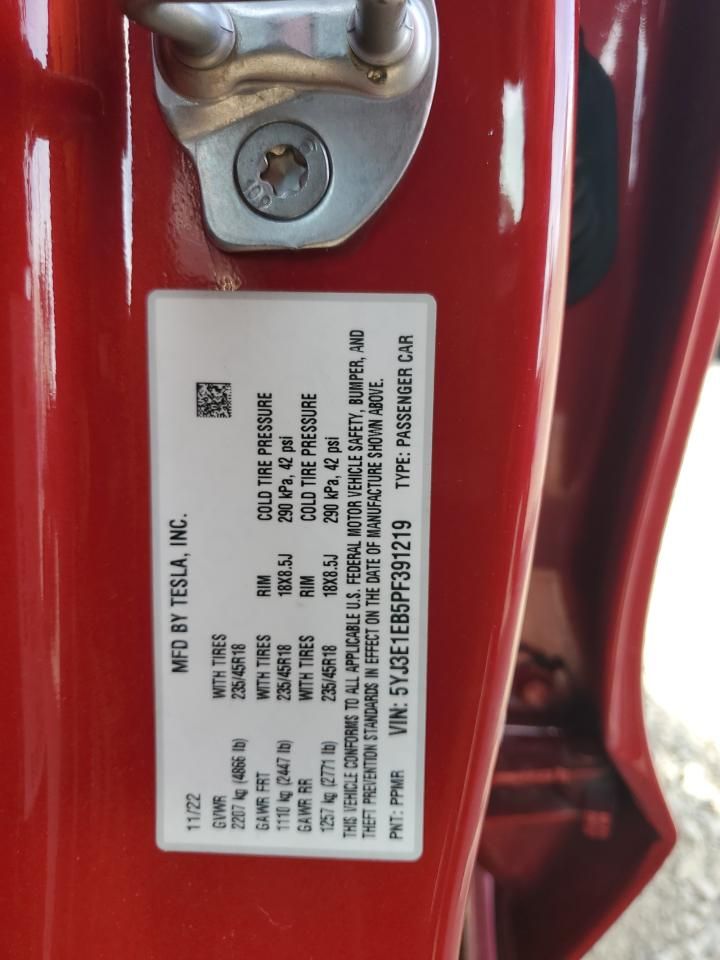 MFD BY TESLA, INC.
11/22
GVWR WITH TIRES
2207 kg (4866 lb) 235/45R18
GAWR FRT WITH TIRES RIM COLD TIRE PRESSURE
1110 kg (2447 lb) 235/45R18 18X8.5J 290 kPa, 42 psi
GAWR RR WITH TIRES RIM COLD TIRE PRESSURE
1257 kg (2771 lb) 235/45R18 18X8.5J 290 kPa, 42 psi
THIS VEHICLE CONFORMS TO ALL APPLICABLE U.S. FEDERAL MOTOR VEHICLE SAFETY, BUMPER, AND
THEFT PREVENTION STANDARDS IN EFFECT ON THE DATE OF MANUFACTURE SHOWN ABOVE.
PNT: PPMR VIN: 5YJ3E1EB5PF391219 TYPE: PASSENGER CAR